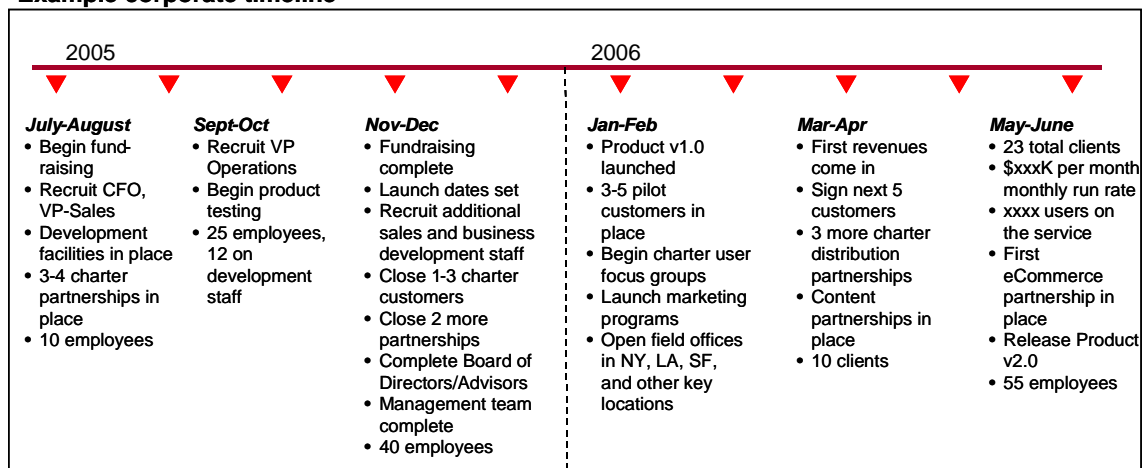 Example corporate timeline
2005
2006
July-August
• Begin fund-
raising
• Recruit CFO,
VP-Sales
• Development
facilities in place
• 3-4 charter
partnerships in
place
• 10 employees
Sept-Oct
• Recruit VP
Operations
• Begin product
testing
• 25 employees,
12 on
development
staff
Nov-Dec
• Fundraising
complete
• Launch dates set
• Recruit additional
sales and business
development staff
• Close 1-3 charter
customers
• Close 2 more
partnerships
• Complete Board of
Directors/Advisors
• Management team
complete
• 40 employees
Jan-Feb
• Product v1.0
launched
• 3-5 pilot
customers in
place
• Begin charter user
focus groups
• Launch marketing
programs
• Open field offices
in NY, LA, SF,
and other key
locations
Mar-Apr
• First revenues
come in
• Sign next 5
customers
• 3 more charter
distribution
partnerships
• Content
partnerships in
place
• 10 clients
May-June
• 23 total clients
• $xxxK per month
monthly run rate
• xxxx users on
the service
• First
eCommerce
partnership in
place
• Release Product
v2.0
• 55 employees